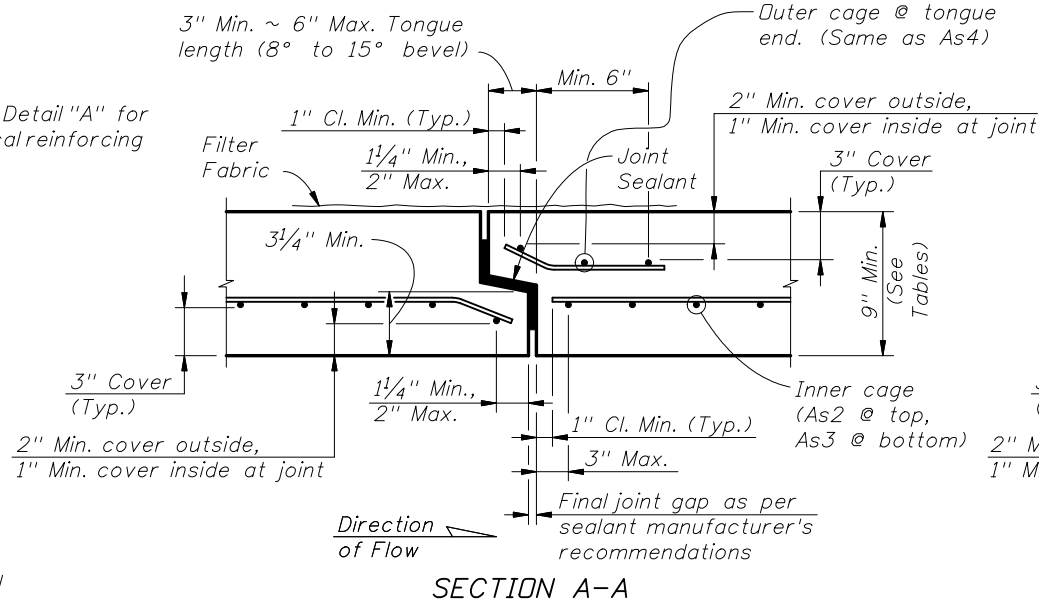 3" Min. ~ 6" Max. Tongue
length (8° to 15° bevel)
Outer cage @ tongue
end. (Same as As4)
Min. 6"
Detail "A" for
cal reinforcing
1" Cl. Min. (Typ.)
2" Min. cover outside,
1" Min. cover inside at joint
Filter
Fabric
1¼" Min.,
2" Max.
Joint
Sealant
3" Cover
(Typ.)
3¼" Min.
9" Min.
(See
Tables)
3" Cover
(Typ.)
1¼" Min.,
2" Max.
Inner cage
(As2 @ top,
As3 @ bottom)
2" Min. cover outside,
1" Min. cover inside at joint
1" Cl. Min. (Typ.)
3" Max.
2" M
1" M
Direction
of Flow
Final joint gap as per
sealant manufacturer's
recommendations
SECTION A-A